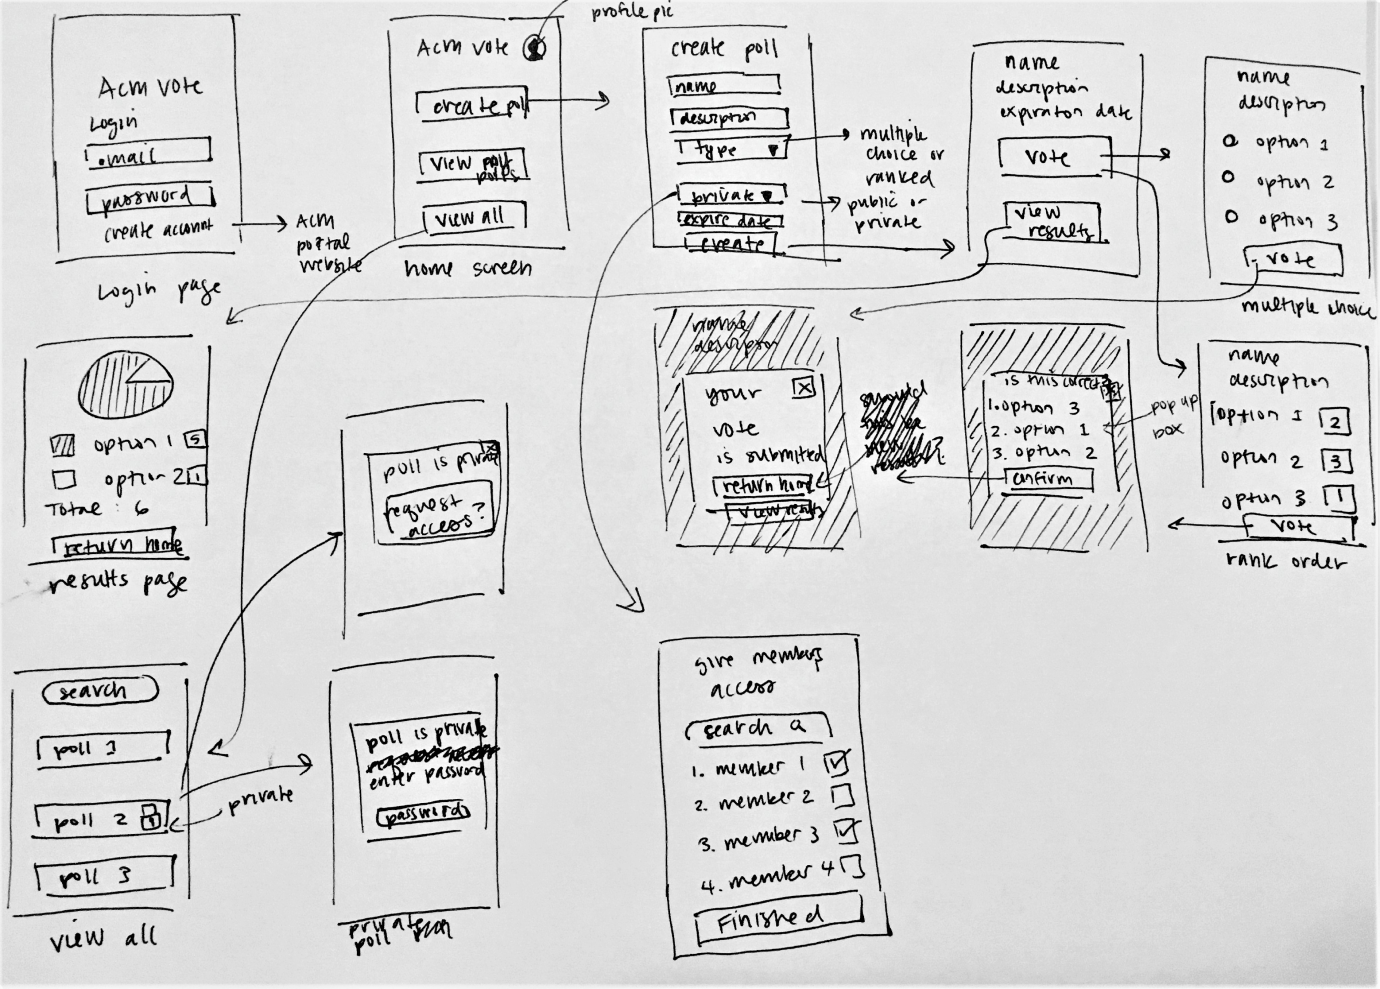 Acm Vote
Login
email
password
create account
Login page
Acm
portal
website
profile pic
Acm vote
create poll
view
polls
view all
home screen
create poll
name
description
type
private
expire date
create
multiple
choice or
ranked
public or
private
name
description
expiration date
vote
view
results
name
description
option 1
option 2
option 3
vote
multiple choice
option 1 5
option 2 1
Total : 6
return home
results page
poll is private
request
access?
name
description
your
vote
is submitted
return home
view results
is this correct?
1. option 3
2. option 1
3. option 2
confirm
pop up
box
name
description
option 1 2
option 2 3
option 3 1
vote
rank order
search
poll 1
poll 2
poll 3
view all
private
poll is private
enter password
password
private
poll
give members
access
search
1. member 1
2. member 2
3. member 3
4. member 4
Finished